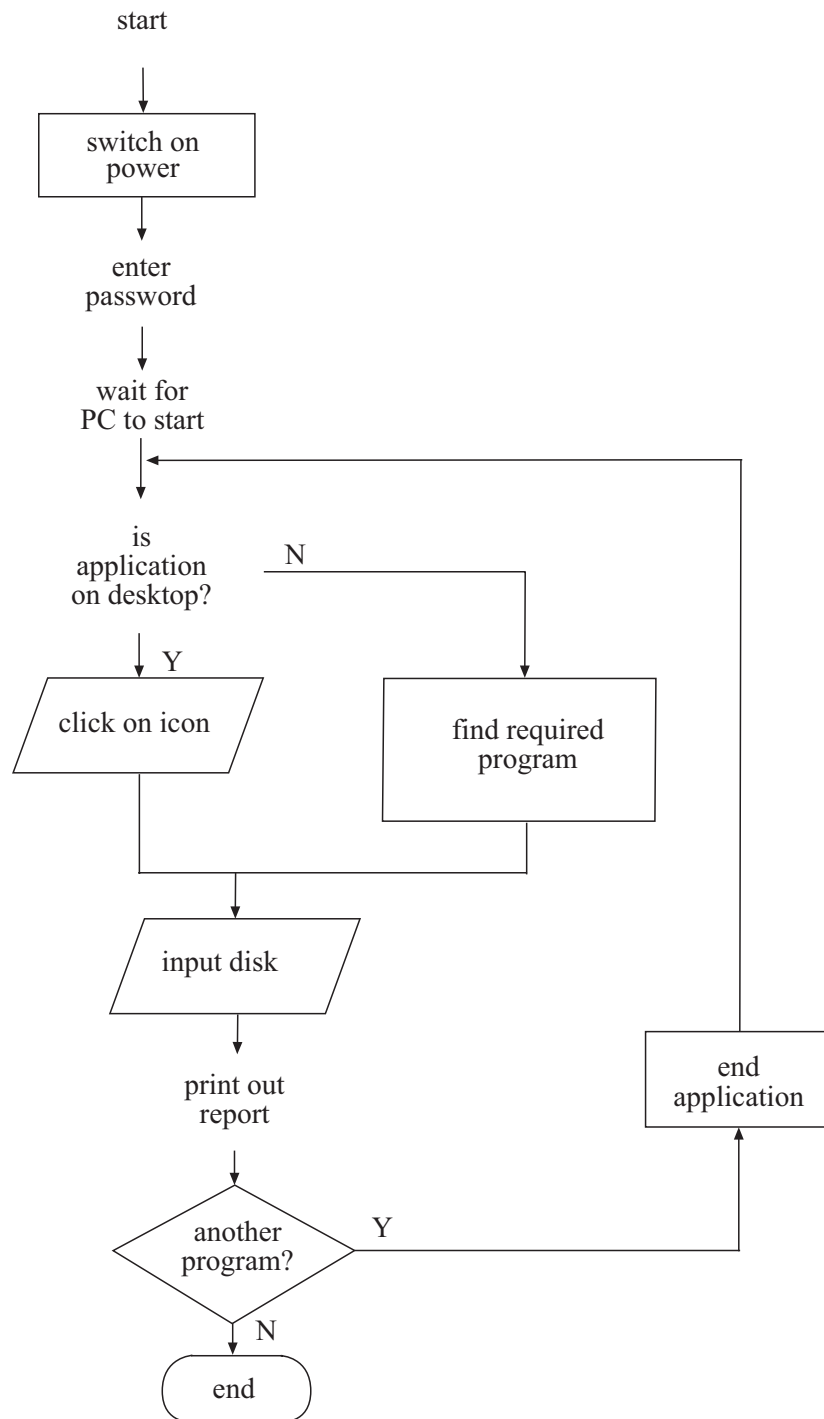 start
switch on
power
enter
password
wait for
PC to start
is
application
on desktop?
N
Y
click on icon
find required
program
input disk
print out
report
end
application
another
program?
Y
N
end